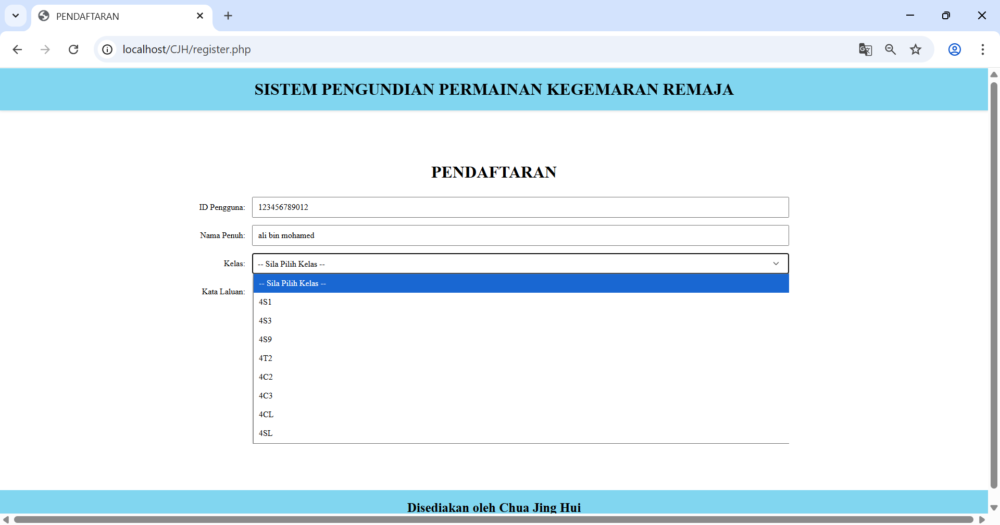 PENDAFTARAN
localhost/CJH/register.php
SISTEM PENGUNDIAN PERMAINAN KEGEMARAN REMAJA
PENDAFTARAN
ID Pengguna: 123456789012
Nama Penuh: ali bin mohamed
Kelas: -- Sila Pilih Kelas --
-- Sila Pilih Kelas --
Kata Laluan:
4S1
4S3
4S9
4T2
4C2
4C3
4CL
4SL
Disediakan oleh Chua Jing Hui